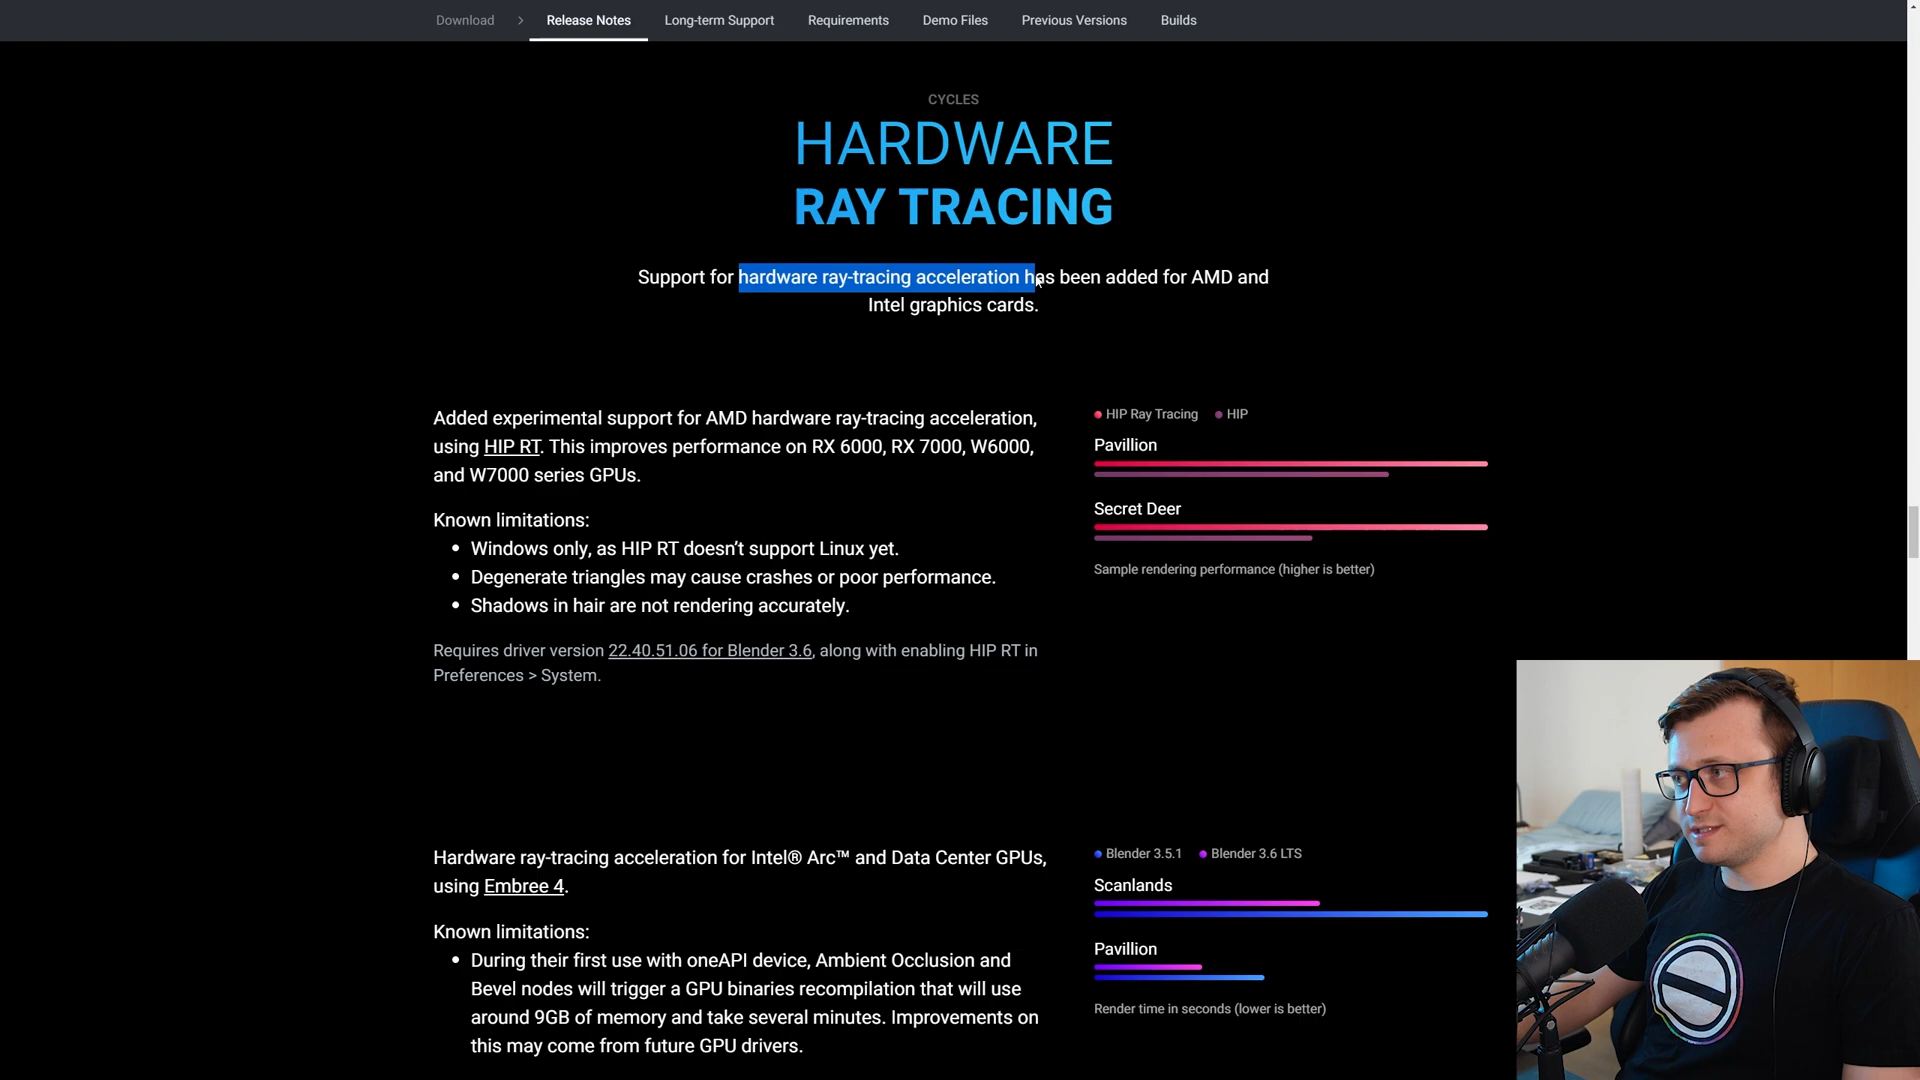 Download > Release Notes Long-term Support Requirements Demo Files Previous Versions Builds
CYCLES
HARDWARE
RAY TRACING
Support for hardware ray-tracing acceleration has been added for AMD and
Intel graphics cards.
Added experimental support for AMD hardware ray-tracing acceleration,
using HIP RT. This improves performance on RX 6000, RX 7000, W6000,
and W7000 series GPUs.
Known limitations:
• Windows only, as HIP RT doesn’t support Linux yet.
• Degenerate triangles may cause crashes or poor performance.
• Shadows in hair are not rendering accurately.
Requires driver version 22.40.51.06 for Blender 3.6, along with enabling HIP RT in
Preferences > System.
HIP Ray Tracing HIP
Pavillion
Secret Deer
Sample rendering performance (higher is better)
Hardware ray-tracing acceleration for Intel® Arc™ and Data Center GPUs,
using Embree 4.
Known limitations:
• During their first use with oneAPI device, Ambient Occlusion and
Bevel nodes will trigger a GPU binaries recompilation that will use
around 9GB of memory and take several minutes. Improvements on
this may come from future GPU drivers.
Blender 3.5.1 Blender 3.6 LTS
Scanlands
Pavillion
Render time in seconds (lower is better)